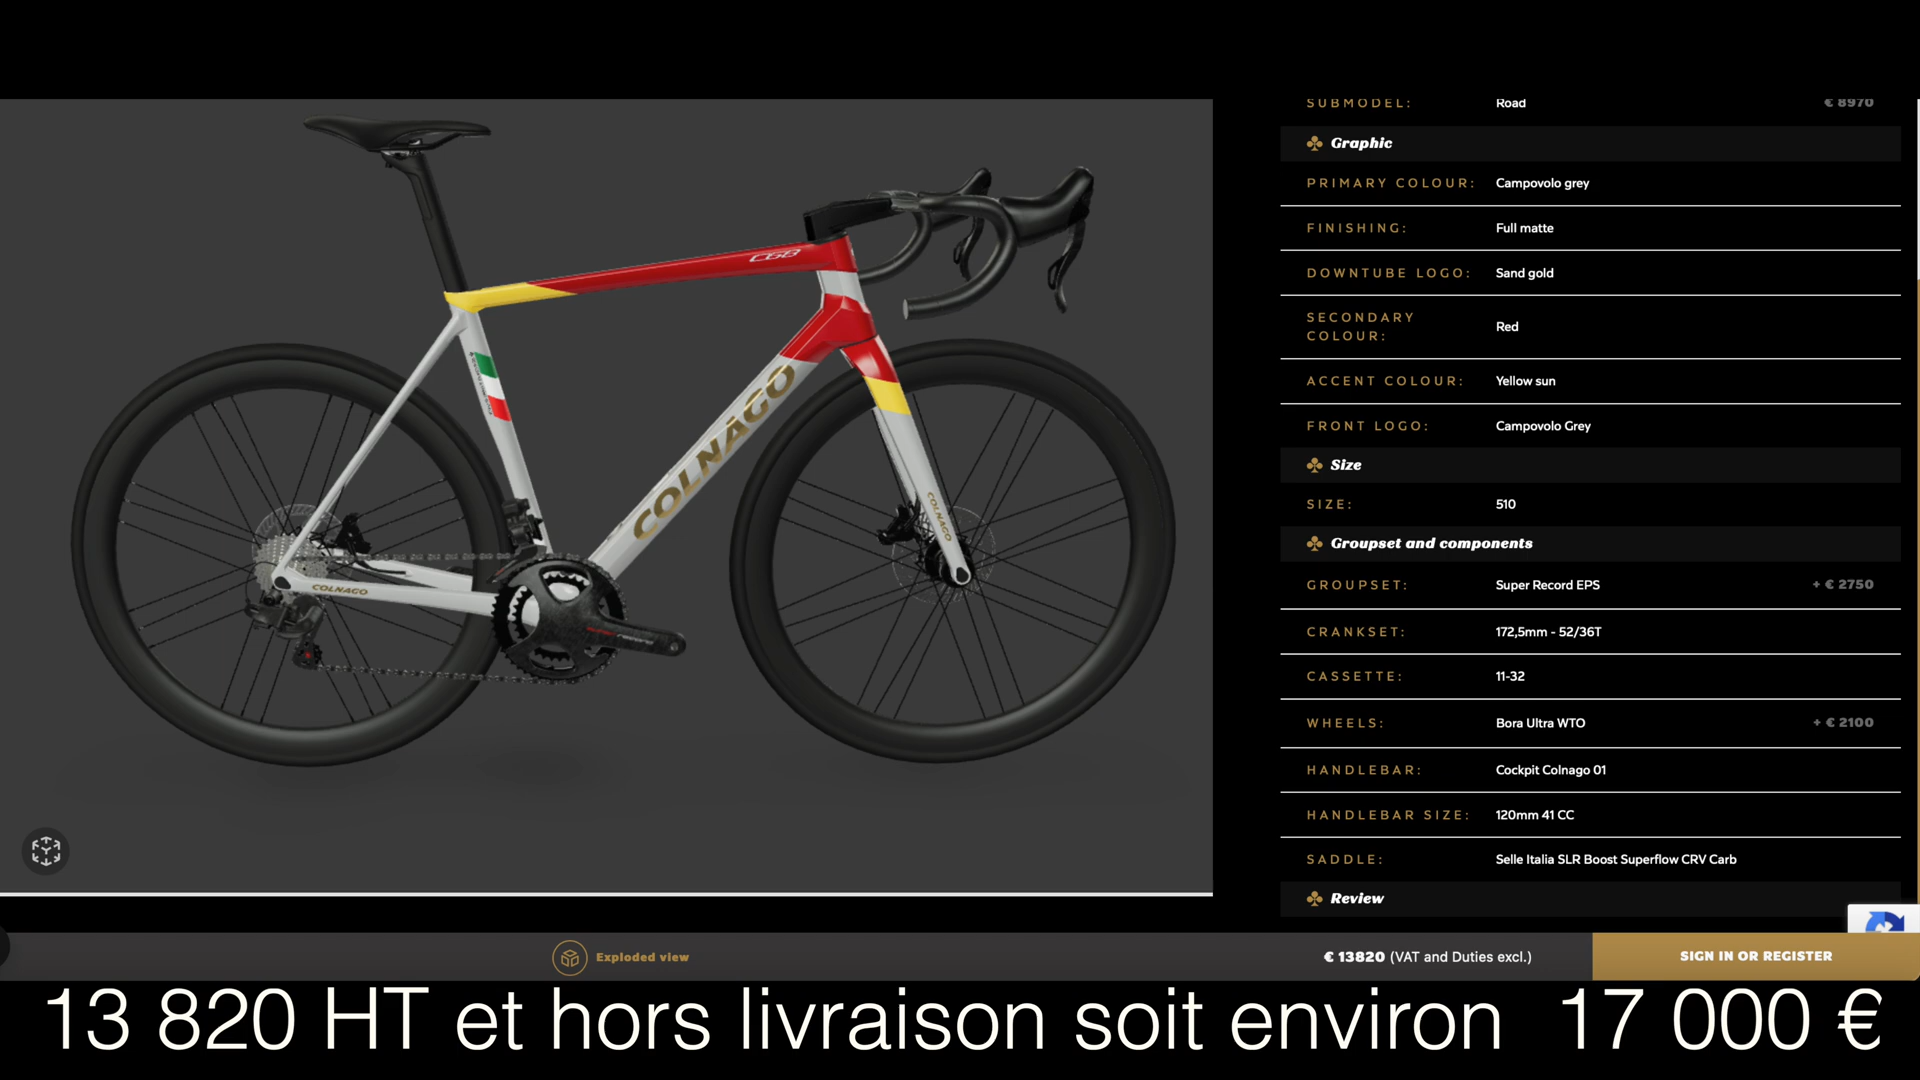 SUBMODEL: Road € 8970
Graphic
PRIMARY COLOUR: Campovolo grey
FINISHING: Full matte
DOWNTUBE LOGO: Sand gold
SECONDARY
COLOUR: Red
ACCENT COLOUR: Yellow sun
FRONT LOGO: Campovolo Grey
Size
SIZE: 510
Groupset and components
GROUPSET: Super Record EPS + € 2750
CRANKSET: 172,5mm - 52/36T
CASSETTE: 11-32
WHEELS: Bora Ultra WTO + € 2100
HANDLEBAR: Cockpit Colnago 01
HANDLEBAR SIZE: 120mm 41 CC
SADDLE: Selle Italia SLR Boost Superflow CRV Carb
Review
C68
COLNAGO
COLNAGO
COLNAGO
Exploded view
€ 13820 (VAT and Duties excl.)
SIGN IN OR REGISTER
13 820 HT et hors livraison soit environ 17 000 €